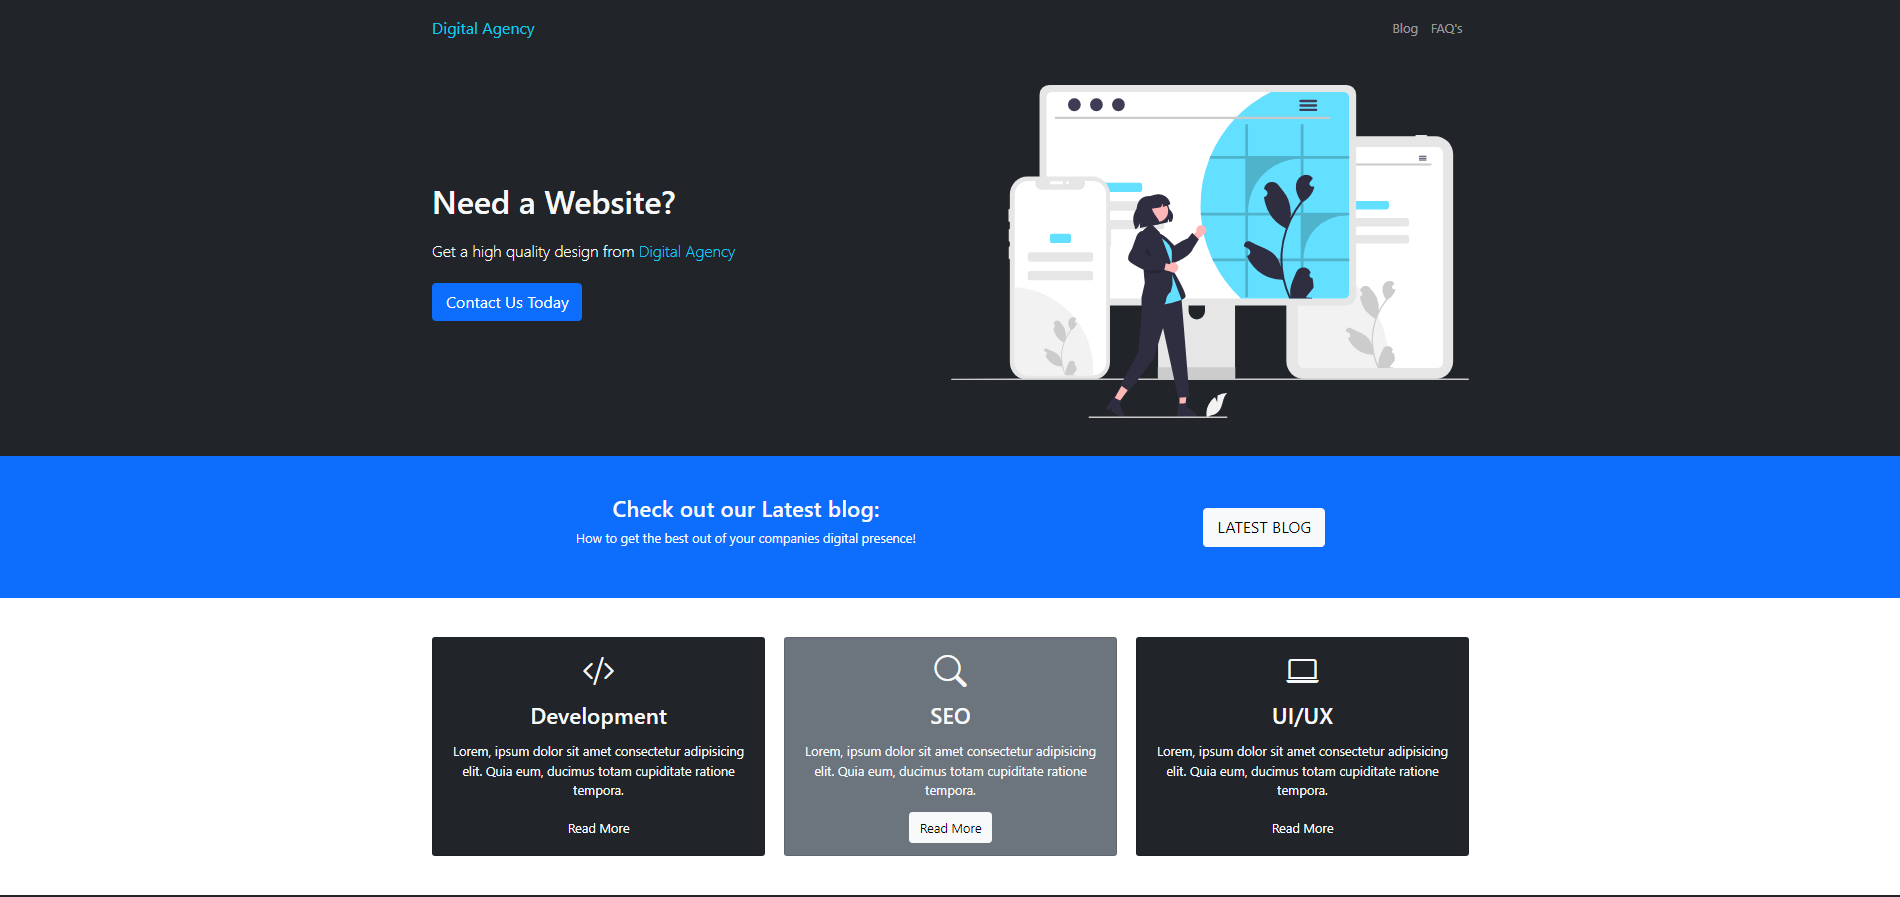 Digital Agency
Blog FAQ's
Need a Website?
Get a high quality design from Digital Agency
Contact Us Today
Check out our Latest blog:
How to get the best out of your companies digital presence!
LATEST BLOG
Development
Lorem, ipsum dolor sit amet consectetur adipisicing
elit. Quia eum, ducimus totam cupiditate ratione
tempora.
Read More
SEO
Lorem, ipsum dolor sit amet consectetur adipisicing
elit. Quia eum, ducimus totam cupiditate ratione
tempora.
Read More
UI/UX
Lorem, ipsum dolor sit amet consectetur adipisicing
elit. Quia eum, ducimus totam cupiditate ratione
tempora.
Read More